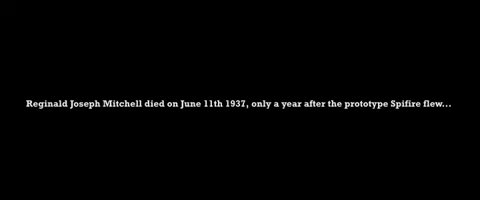 Reginald Joseph Mitchell died on June 11th 1937, only a year after the prototype Spifire flew...